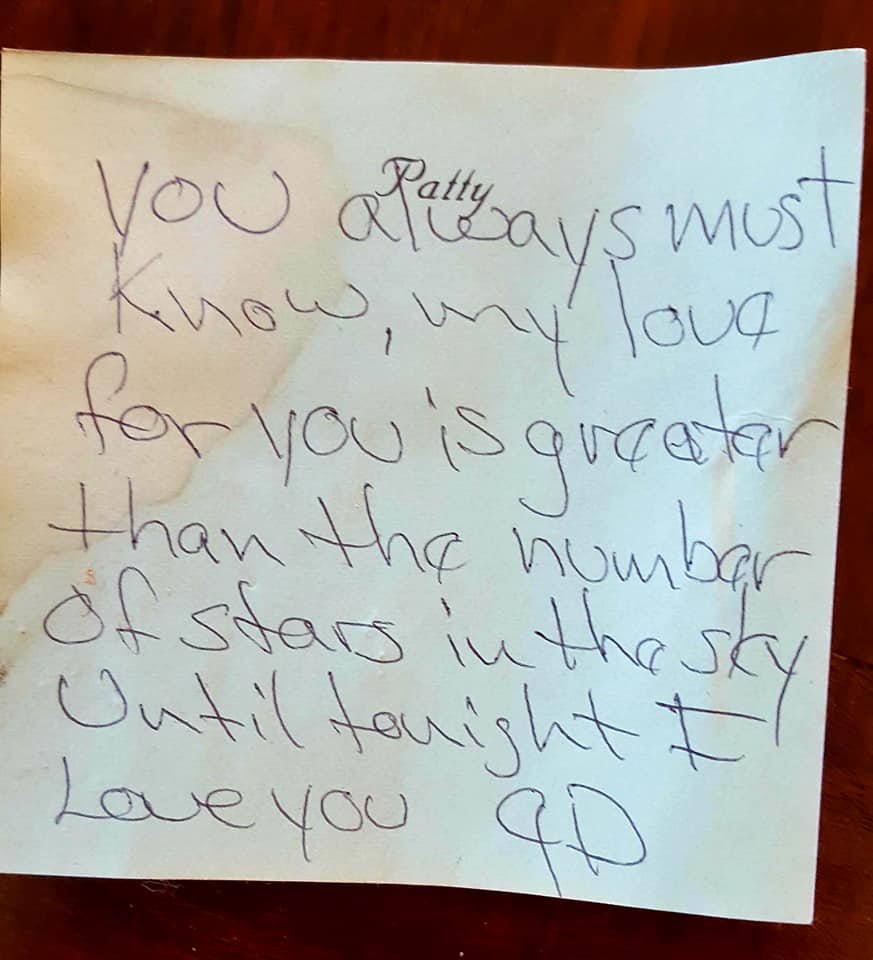 Patty
you always must
know, my love
for you is greater
than the number
of stars in the sky
Until tonight I
Love you